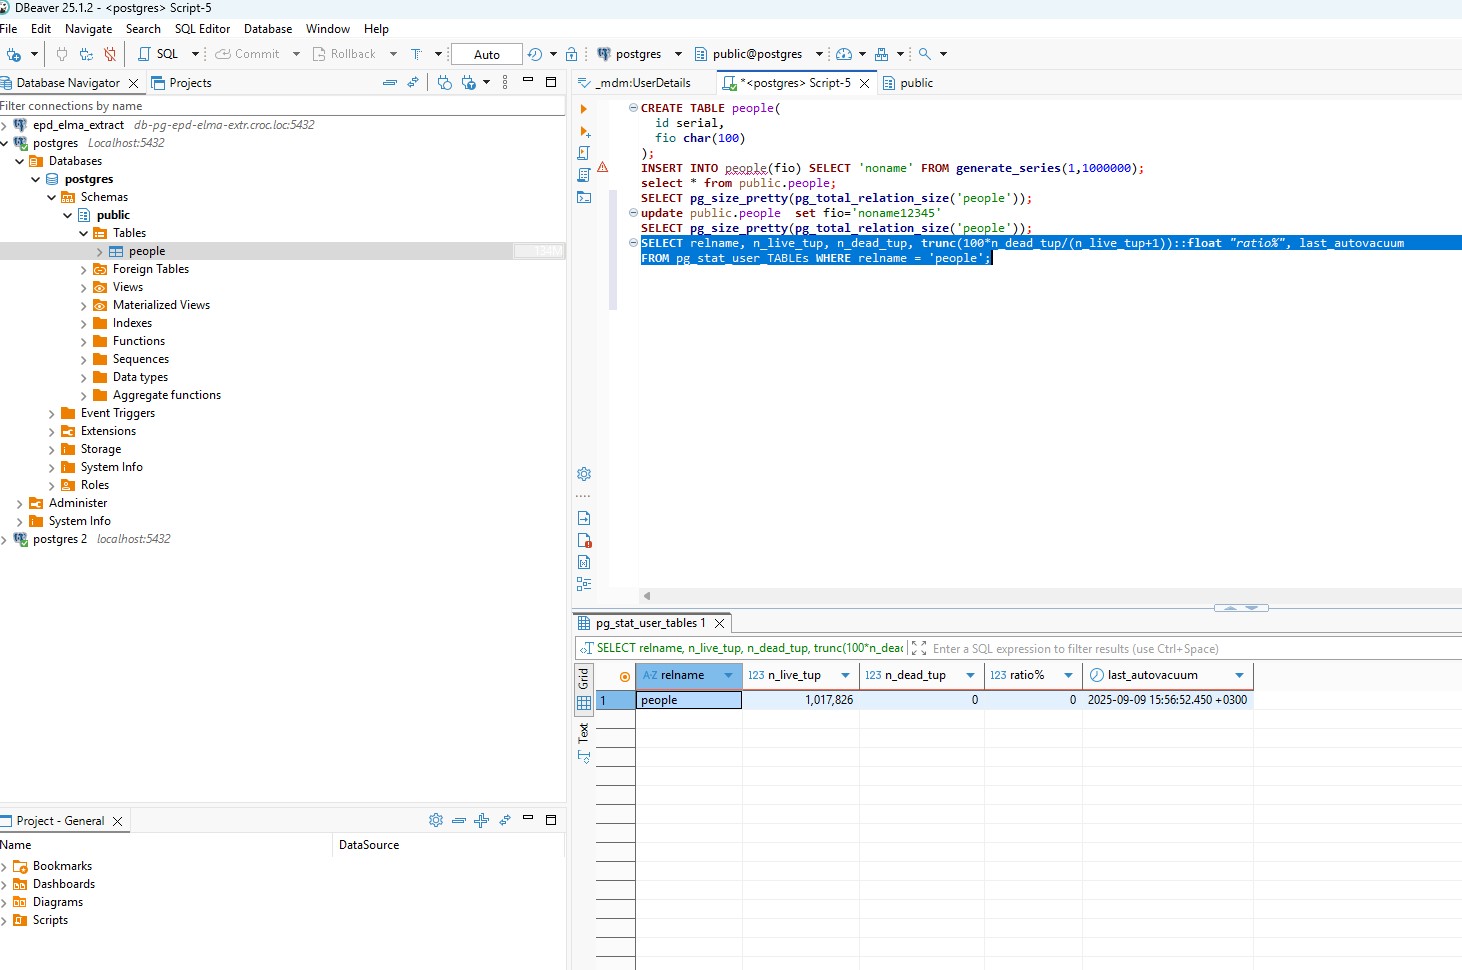 DBeaver 25.1.2 - <postgres> Script-5
File Edit Navigate Search SQL Editor Database Window Help
SQL Commit Rollback T Auto postgres public@postgres
Database Navigator Projects
Filter connections by name
epd_elma_extract db-pg-epd-elma-extr.croc.loc:5432
postgres Localhost:5432
Databases
postgres
Schemas
public
Tables
people 134M
Foreign Tables
Views
Materialized Views
Indexes
Functions
Sequences
Data types
Aggregate functions
Event Triggers
Extensions
Storage
System Info
Roles
Administer
System Info
postgres 2 localhost:5432
Project - General
Name DataSource
Bookmarks
Dashboards
Diagrams
Scripts
_mdm:UserDetails *<postgres> Script-5 public
CREATE TABLE people(
id serial,
fio char(100)
);
INSERT INTO people(fio) SELECT 'noname' FROM generate_series(1,1000000);
select * from public.people;
SELECT pg_size_pretty(pg_total_relation_size('people'));
update public.people set fio='noname12345'
SELECT pg_size_pretty(pg_total_relation_size('people'));
SELECT relname, n_live_tup, n_dead_tup, trunc(100*n_dead_tup/(n_live_tup+1))::float "ratio%", last_autovacuum
FROM pg_stat_user_TABLEs WHERE relname = 'people';
pg_stat_user_tables 1
SELECT relname, n_live_tup, n_dead_tup, trunc(100*n_dead Enter a SQL expression to filter results (use Ctrl+Space)
Grid
Text
A-Z relname 123 n_live_tup 123 n_dead_tup 123 ratio% last_autovacuum
1 people 1,017,826 0 0 2025-09-09 15:56:52.450 +0300